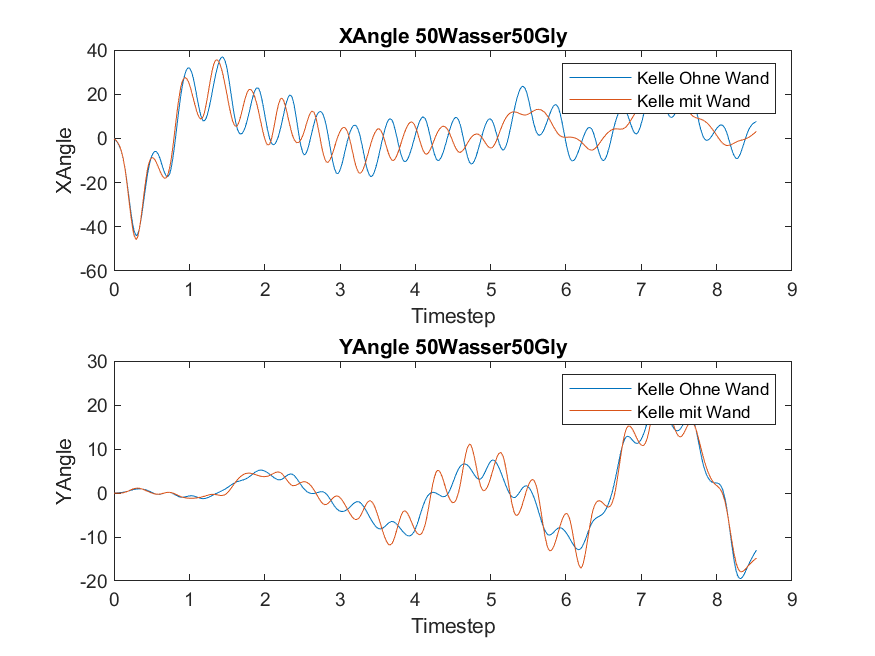 XAngle 50Wasser50Gly
40
20
0
-20
-40
-60
XAngle
Kelle Ohne Wand
Kelle mit Wand
0 1 2 3 4 5 6 7 8 9
Timestep
YAngle 50Wasser50Gly
30
20
10
0
-10
-20
YAngle
Kelle Ohne Wand
Kelle mit Wand
0 1 2 3 4 5 6 7 8 9
Timestep